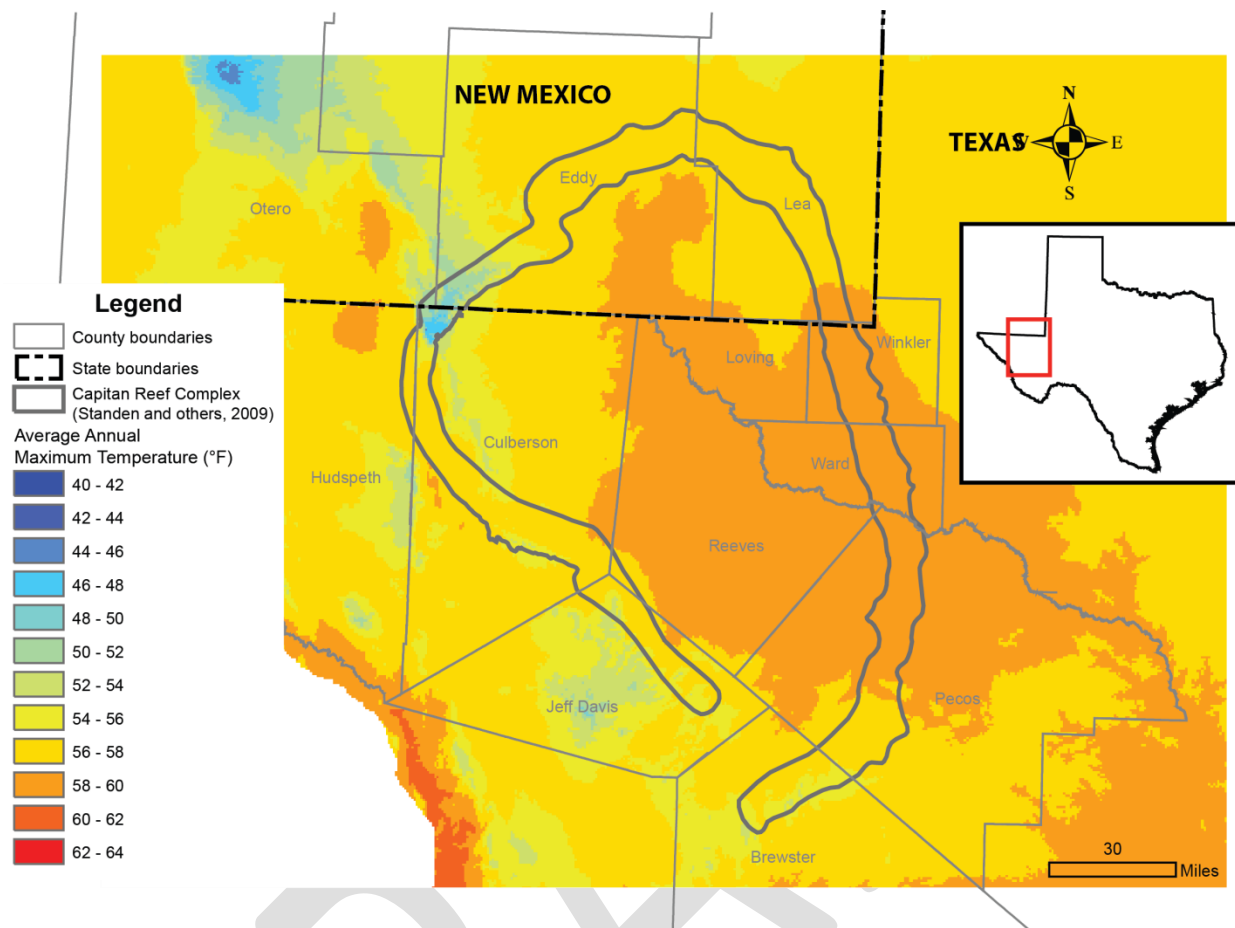 NEW MEXICO
TEXAS
N
W
E
S
Eddy
Lea
Otero
Legend
County boundaries
State boundaries
Capitan Reef Complex
(Standen and others, 2009)
Average Annual
Maximum Temperature (°F)
40 - 42
42 - 44
44 - 46
46 - 48
48 - 50
50 - 52
52 - 54
54 - 56
56 - 58
58 - 60
60 - 62
62 - 64
Loving
Winkler
Culberson
Hudspeth
Ward
Reeves
Jeff Davis
Pecos
Brewster
30
Miles